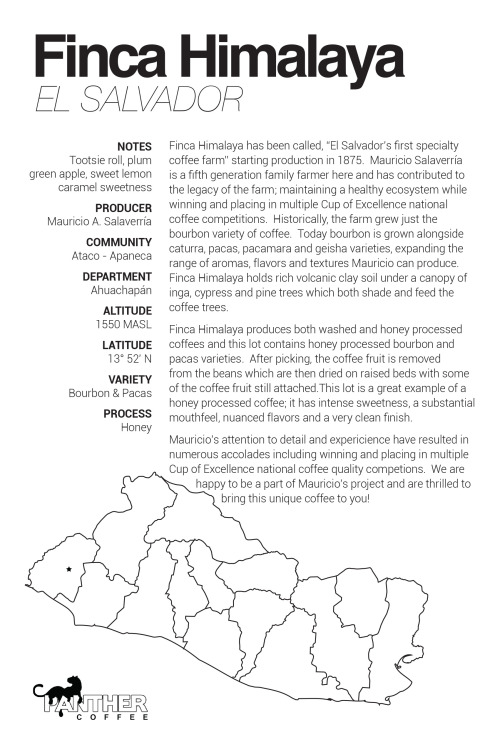 Finca Himalaya
EL SALVADOR
NOTES
Tootsie roll, plum
green apple, sweet lemon
caramel sweetness
PRODUCER
Mauricio A. Salaverría
COMMUNITY
Ataco - Apaneca
DEPARTMENT
Ahuachapán
ALTITUDE
1550 MASL
LATITUDE
13° 52' N
VARIETY
Bourbon & Pacas
PROCESS
Honey
Finca Himalaya has been called, "El Salvador's first specialty
coffee farm" starting production in 1875. Mauricio Salaverría
is a fifth generation family farmer here and has contributed to
the legacy of the farm; maintaining a healthy ecosystem while
winning and placing in multiple Cup of Excellence national
coffee competitions. Historically, the farm grew just the
bourbon variety of coffee. Today bourbon is grown alongside
caturra, pacas, pacamara and geisha varieties, expanding the
range of aromas, flavors and textures Mauricio can produce.
Finca Himalaya holds rich volcanic clay soil under a canopy of
inga, cypress and pine trees which both shade and feed the
coffee trees.
Finca Himalaya produces both washed and honey processed
coffees and this lot contains honey processed bourbon and
pacas varieties. After picking, the coffee fruit is removed
from the beans which are then dried on raised beds with some
of the coffee fruit still attached.This lot is a great example of a
honey processed coffee; it has intense sweetness, a substantial
mouthfeel, nuanced flavors and a very clean finish.
Mauricio's attention to detail and expericience have resulted in
numerous accolades including winning and placing in multiple
Cup of Excellence national coffee quality competions. We are
happy to be a part of Mauricio's project and are thrilled to
bring this unique coffee to you!
PANTHER
COFFEE